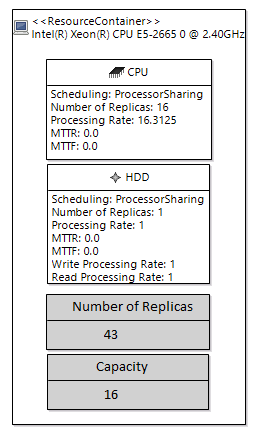 <<ResourceContainer>>
Intel(R) Xeon(R) CPU E5-2665 0 @ 2.40GHz
CPU
Scheduling: ProcessorSharing
Number of Replicas: 16
Processing Rate: 16.3125
MTTR: 0.0
MTTF: 0.0
HDD
Scheduling: ProcessorSharing
Number of Replicas: 1
Processing Rate: 1
MTTR: 0.0
MTTF: 0.0
Write Processing Rate: 1
Read Processing Rate: 1
Number of Replicas
43
Capacity
16